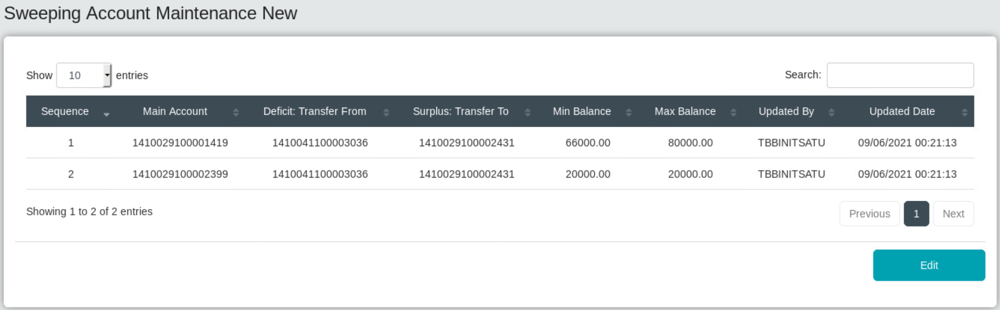 Sweeping Account Maintenance New
Show 10 entries Search:
Sequence Main Account Deficit: Transfer From Surplus: Transfer To Min Balance Max Balance Updated By Updated Date
1 1410029100001419 1410041100003036 1410029100002431 66000.00 80000.00 TBBINITSATU 09/06/2021 00:21:13
2 1410029100002399 1410041100003036 1410029100002431 20000.00 20000.00 TBBINITSATU 09/06/2021 00:21:13
Showing 1 to 2 of 2 entries Previous 1 Next
Edit